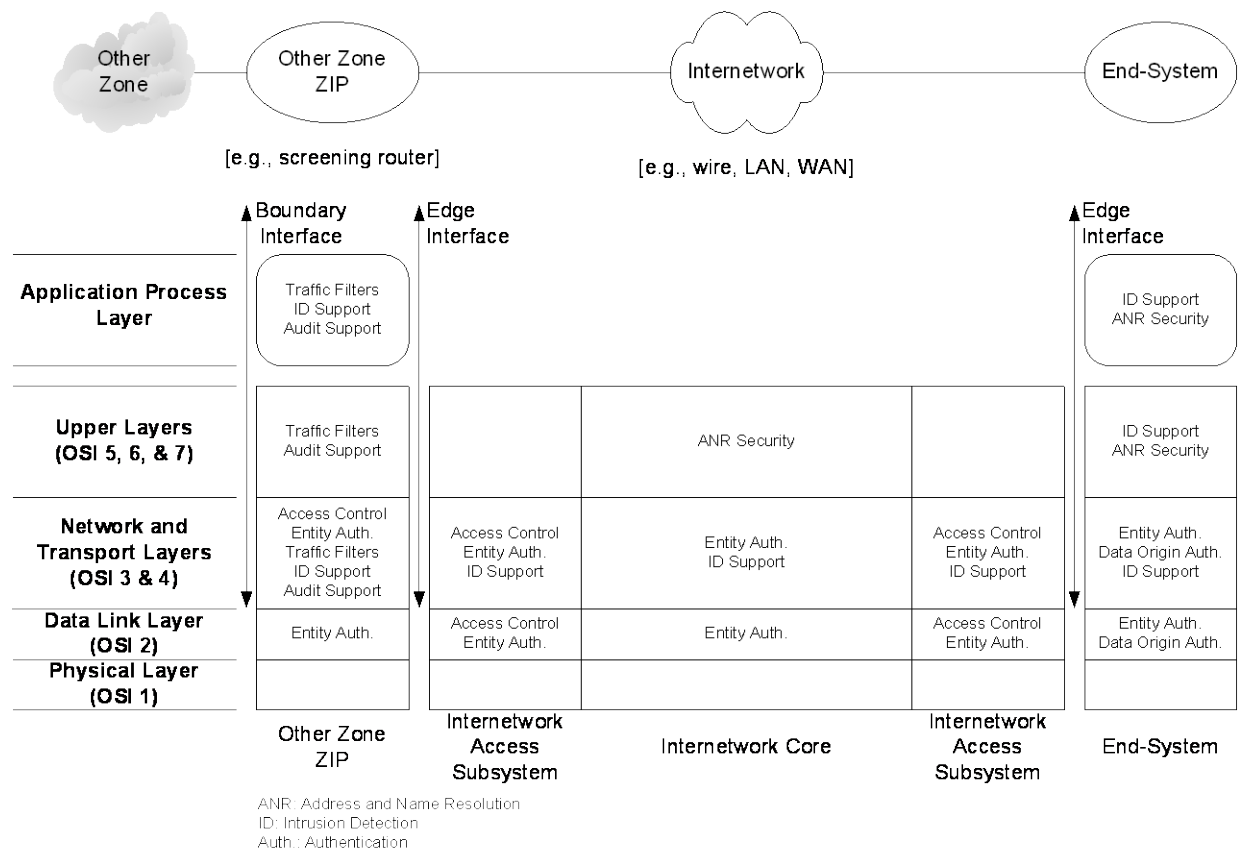 Other
Zone
Other Zone
ZIP
Internetwork
End-System
[e.g., screening router]
[e.g., wire, LAN, WAN]
Boundary
Interface
Edge
Interface
Edge
Interface
Application Process
Layer
Traffic Filters
ID Support
Audit Support
ID Support
ANR Security
Upper Layers
(OSI 5, 6, & 7)
Traffic Filters
Audit Support
ANR Security
ID Support
ANR Security
Network and
Transport Layers
(OSI 3 & 4)
Access Control
Entity Auth.
Traffic Filters
ID Support
Audit Support
Access Control
Entity Auth.
ID Support
Entity Auth.
ID Support
Access Control
Entity Auth.
ID Support
Entity Auth.
Data Origin Auth.
ID Support
Data Link Layer
(OSI 2)
Entity Auth.
Access Control
Entity Auth.
Entity Auth.
Access Control
Entity Auth.
Entity Auth.
Data Origin Auth.
Physical Layer
(OSI 1)
Other Zone
ZIP
Internetwork
Access
Subsystem
Internetwork Core
Internetwork
Access
Subsystem
End-System
ANR: Address and Name Resolution
ID: Intrusion Detection
Auth.: Authentication